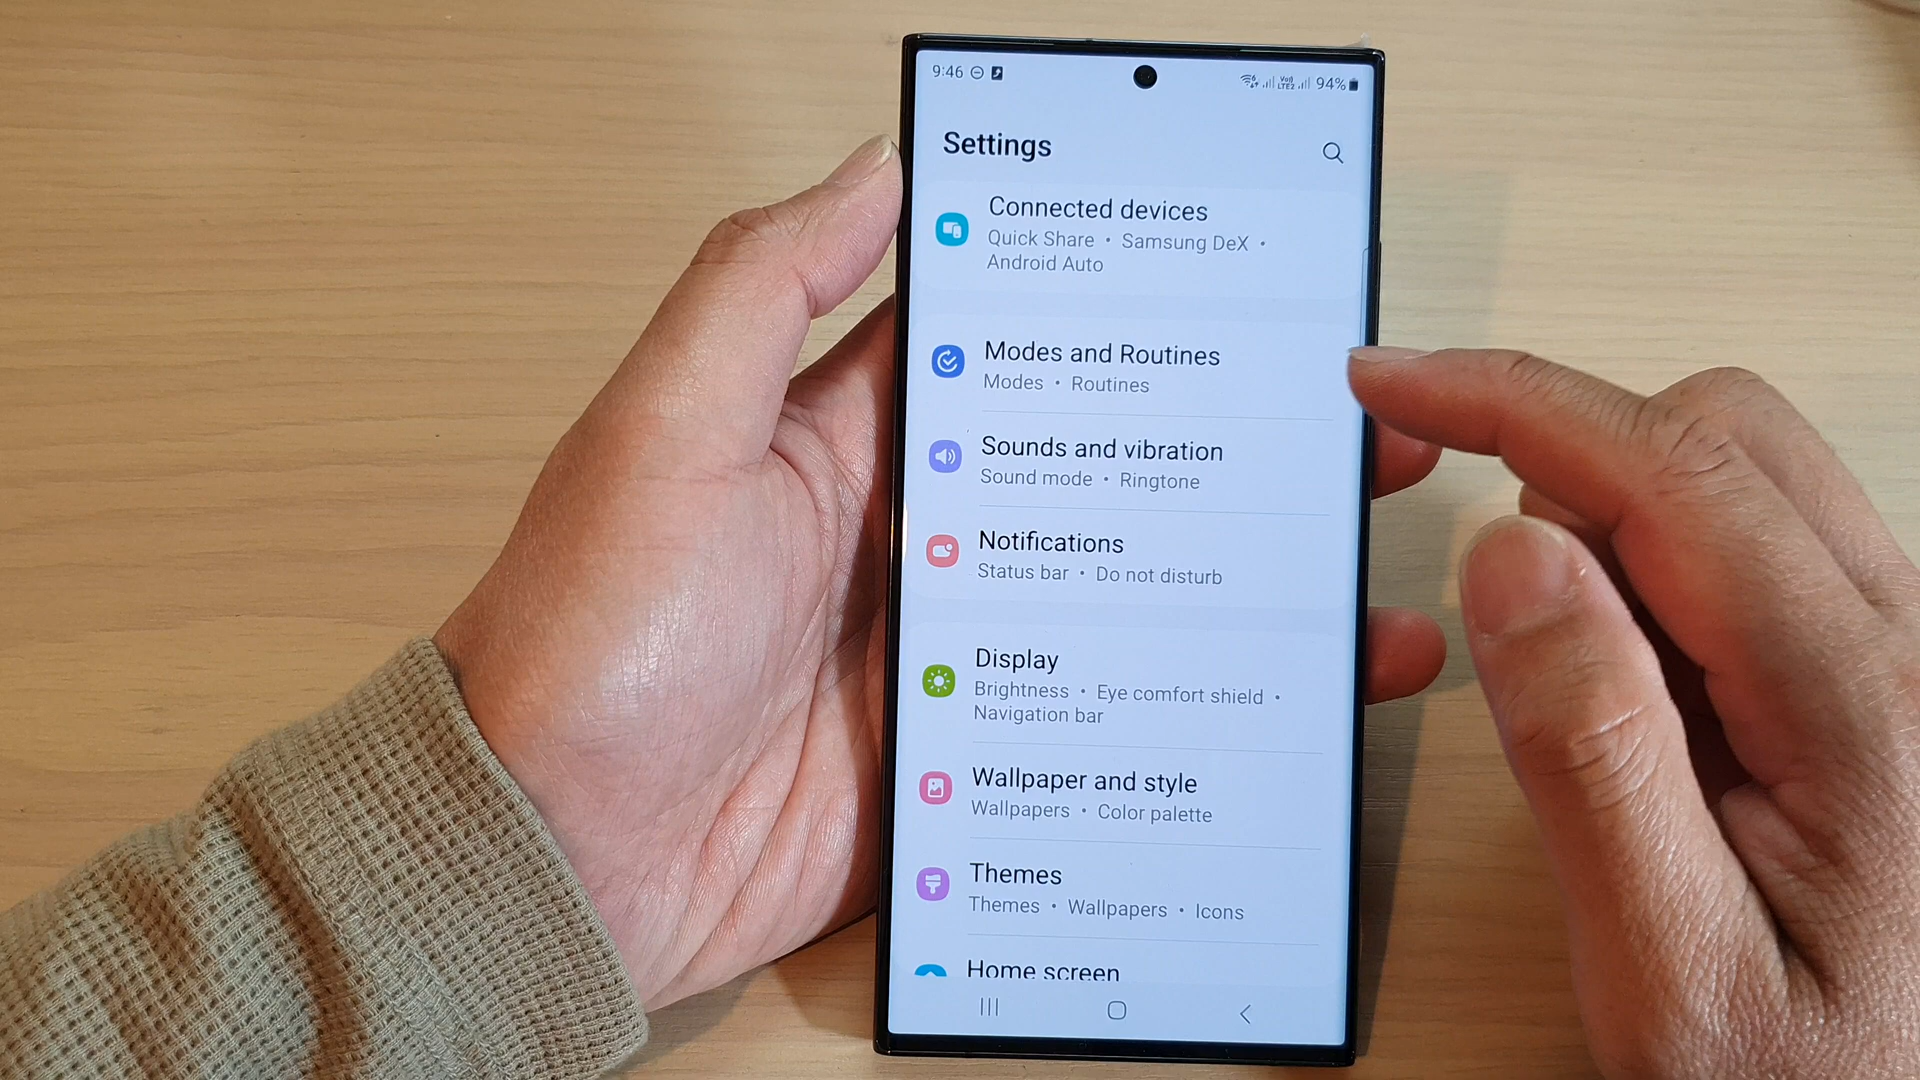 9:46
94%
Settings
Connected devices
Quick Share • Samsung DeX •
Android Auto
Modes and Routines
Modes • Routines
Sounds and vibration
Sound mode • Ringtone
Notifications
Status bar • Do not disturb
Display
Brightness • Eye comfort shield •
Navigation bar
Wallpaper and style
Wallpapers • Color palette
Themes
Themes • Wallpapers • Icons
Home screen